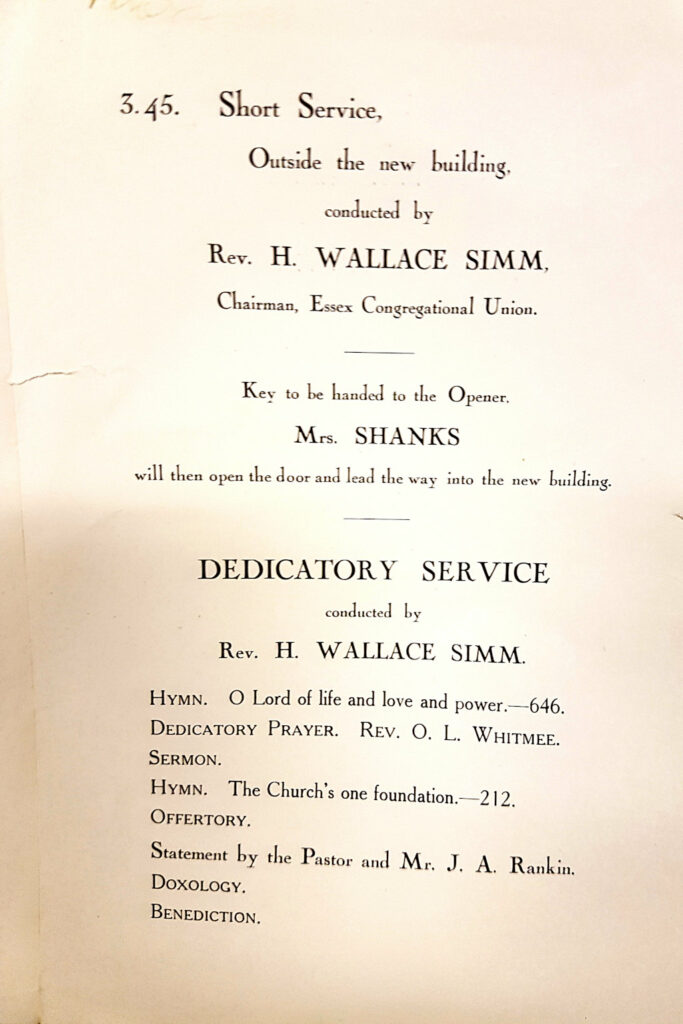 3.45. Short Service,
Outside the new building,
conducted by
Rev. H. WALLACE SIMM,
Chairman, Essex Congregational Union.
Key to be handed to the Opener.
Mrs. SHANKS
will then open the door and lead the way into the new building.
DEDICATORY SERVICE
conducted by
Rev. H. WALLACE SIMM.
HYMN. O Lord of life and love and power.—646.
DEDICATORY PRAYER. REV. O. L. WHITMEE.
SERMON.
HYMN. The Church's one foundation.—212.
OFFERTORY.
Statement by the Pastor and Mr. J. A. Rankin.
DOXOLOGY.
BENEDICTION.